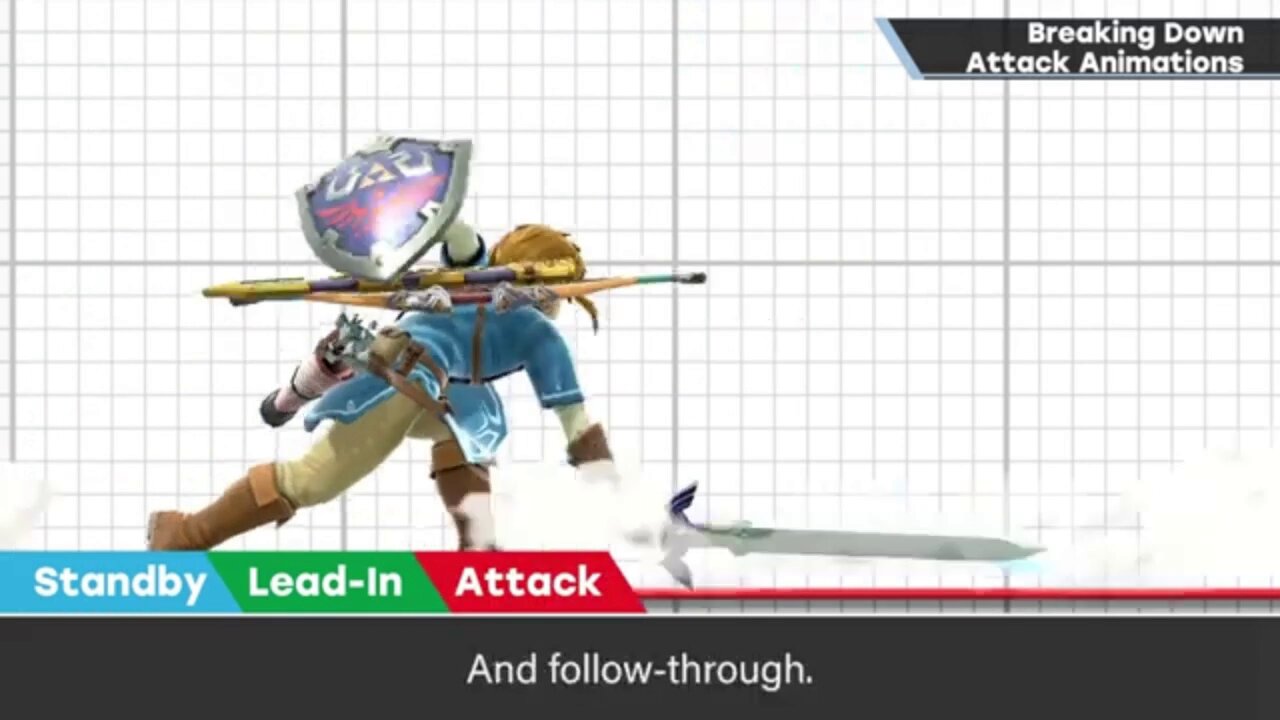 Breaking Down
Attack Animations
Standby Lead-In Attack
And follow-through.